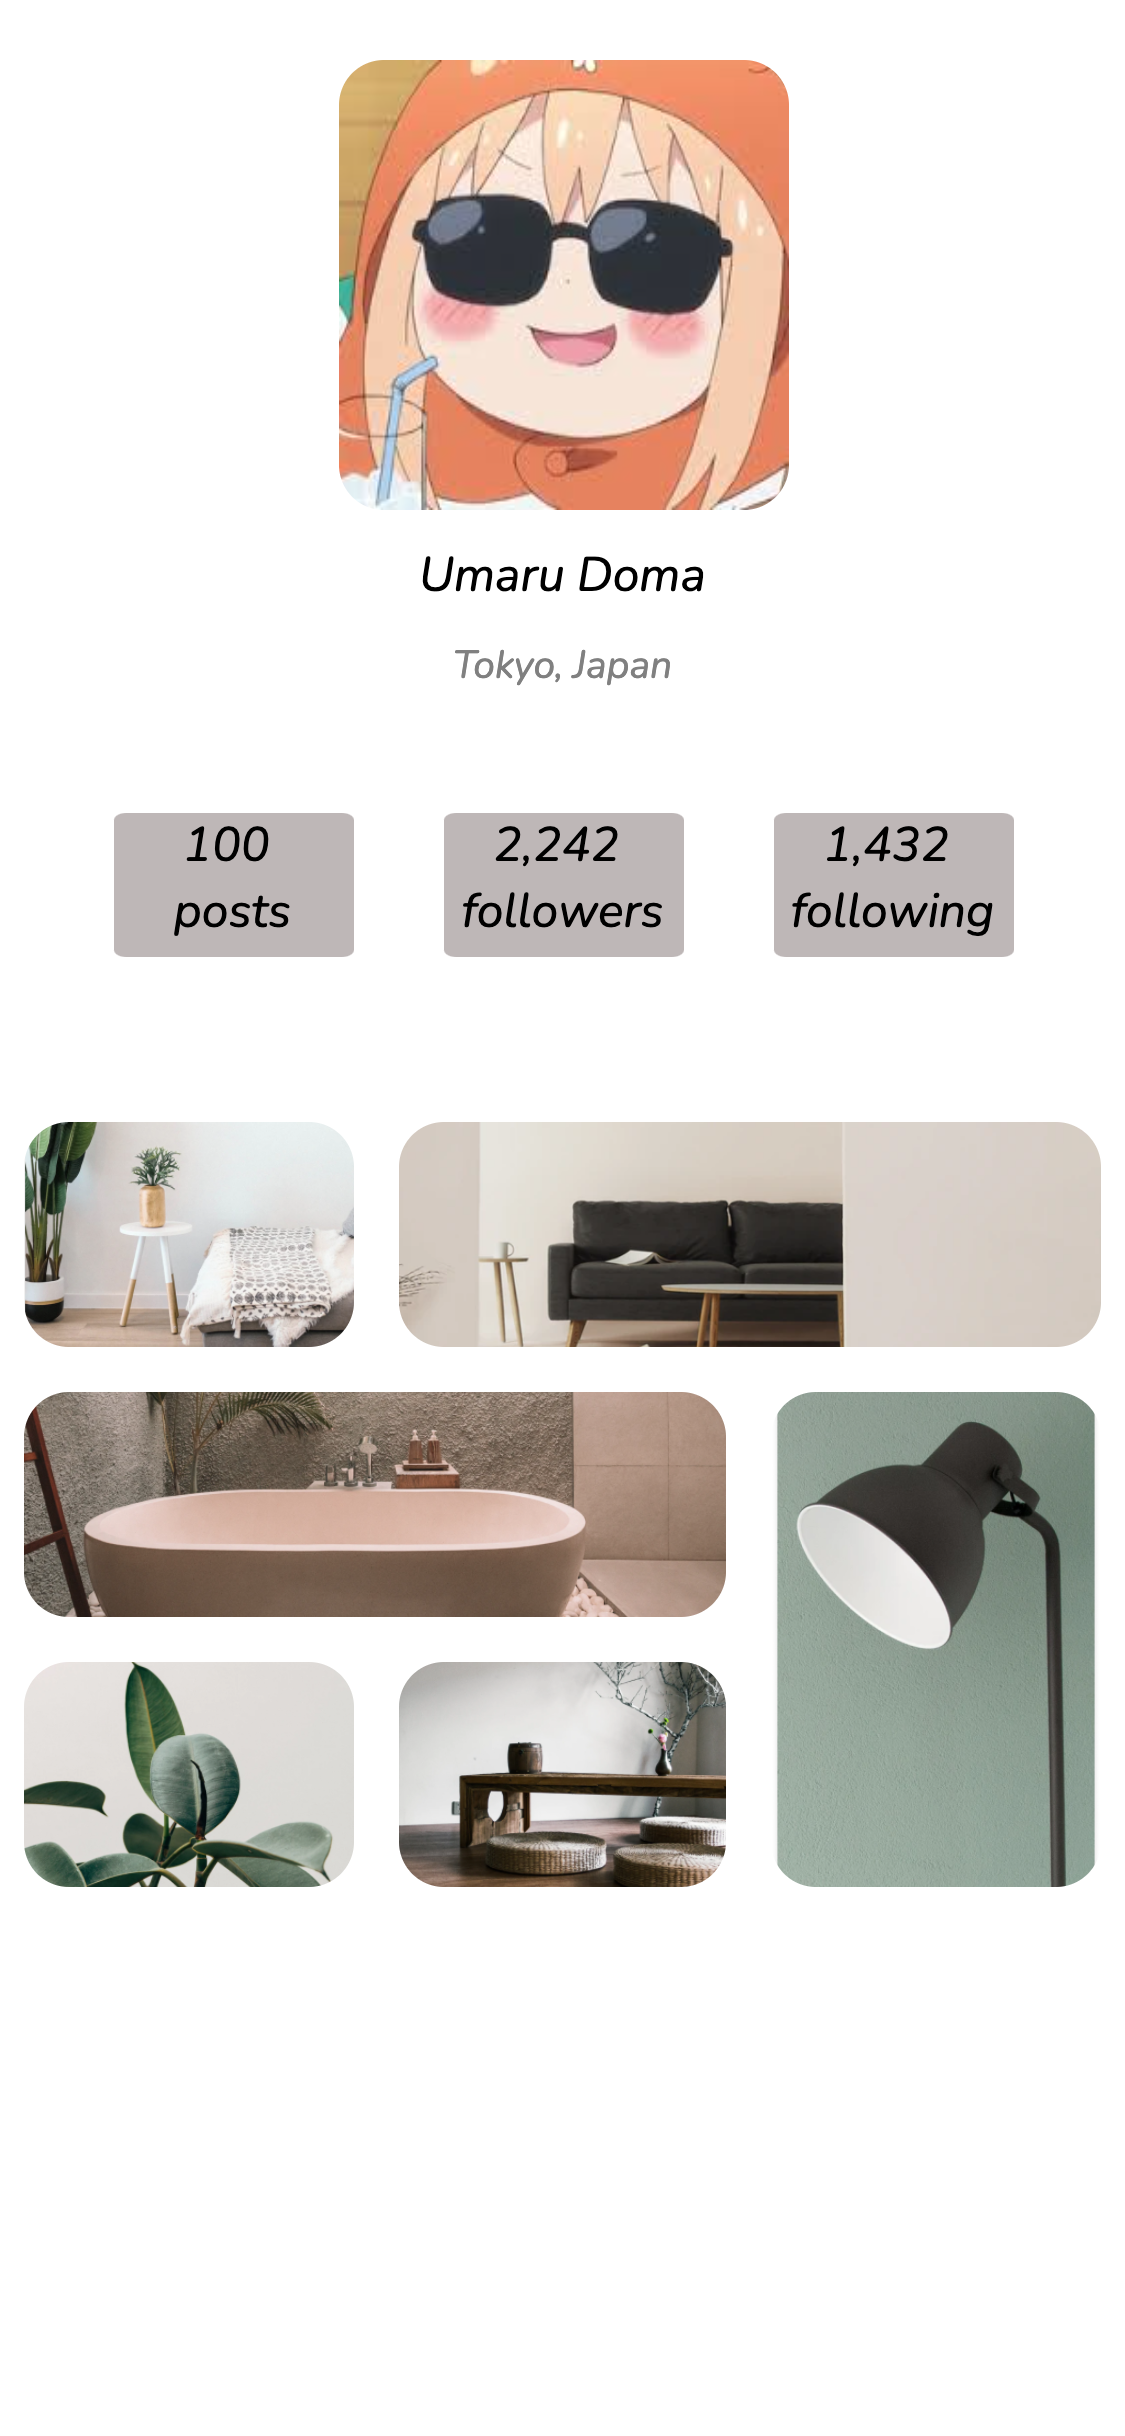 Umaru Doma
Tokyo, Japan
100
posts
2,242
followers
1,432
following